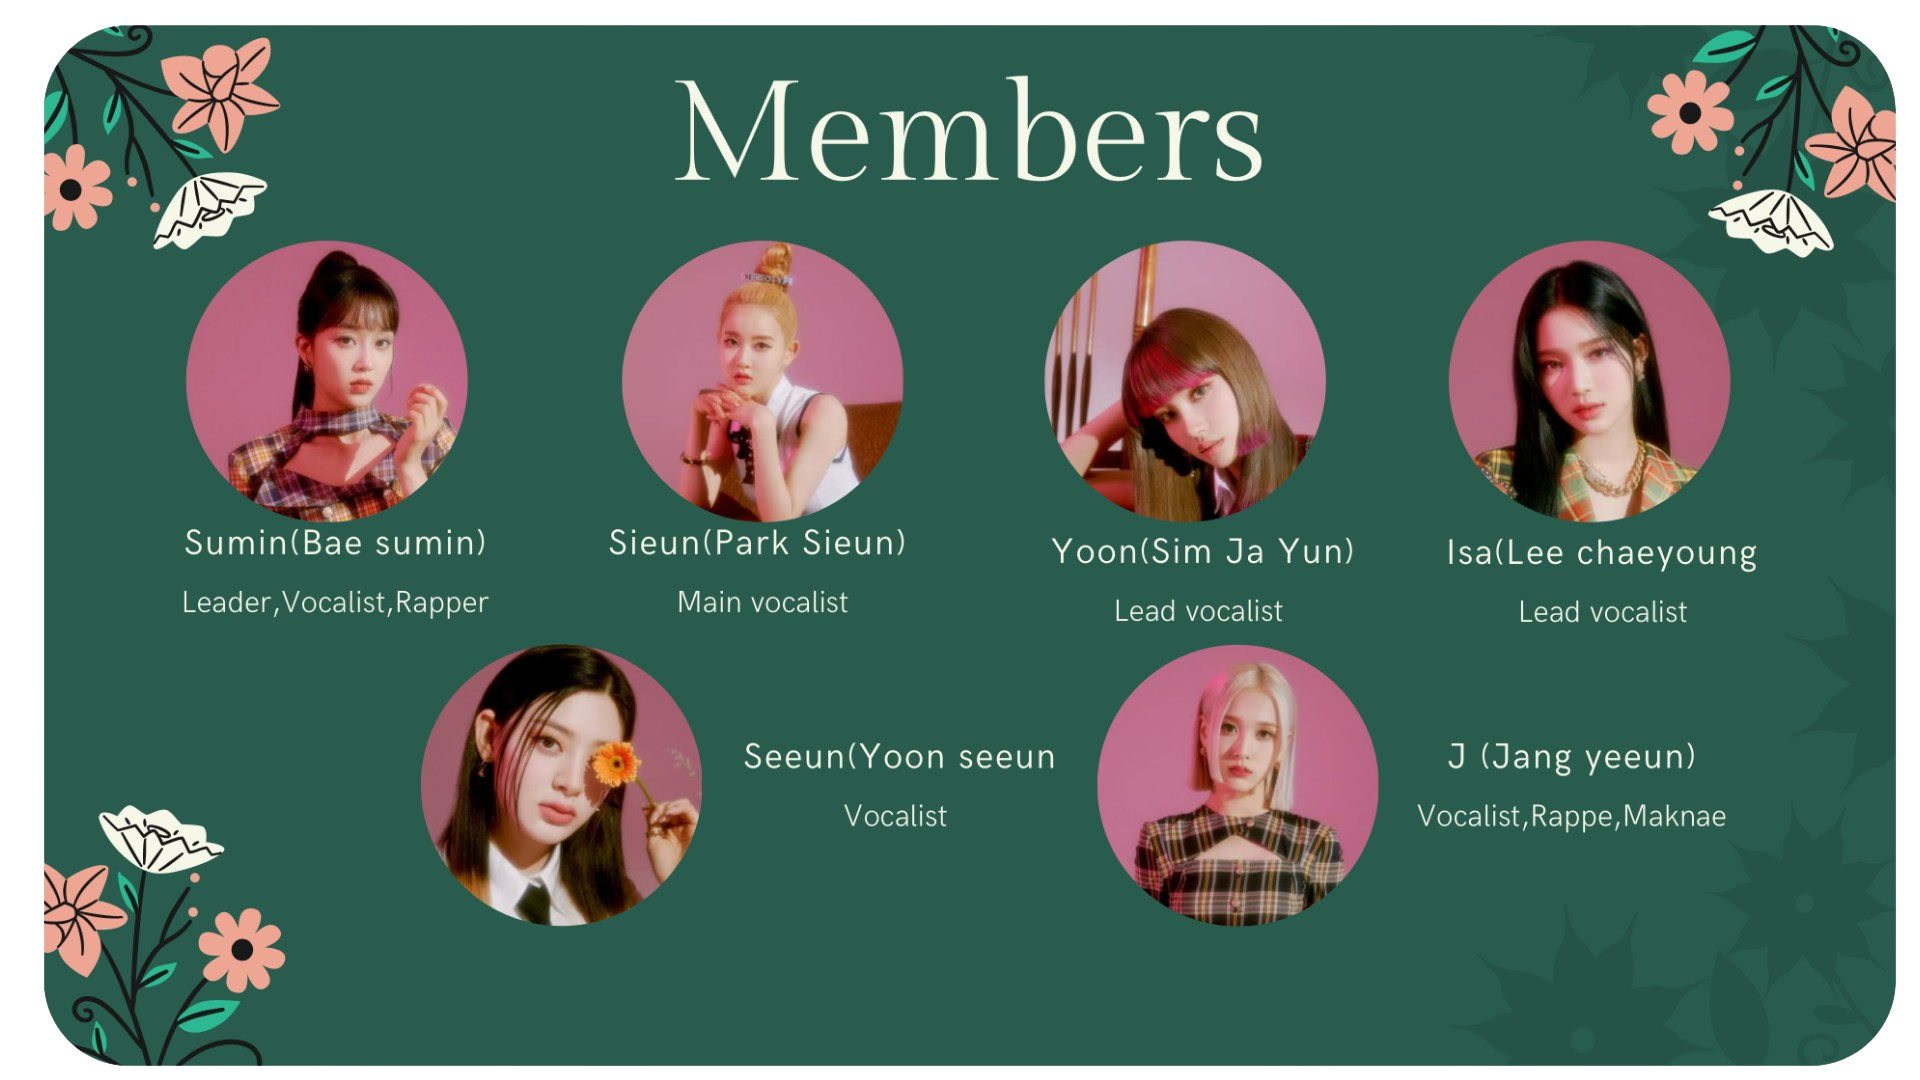 Members
Sumin(Bae sumin)
Leader,Vocalist,Rapper
Sieun(Park Sieun)
Main vocalist
Yoon(Sim Ja Yun)
Lead vocalist
Isa(Lee chaeyoung
Lead vocalist
Seeun(Yoon seeun
Vocalist
J (Jang yeeun)
Vocalist,Rappe,Maknae